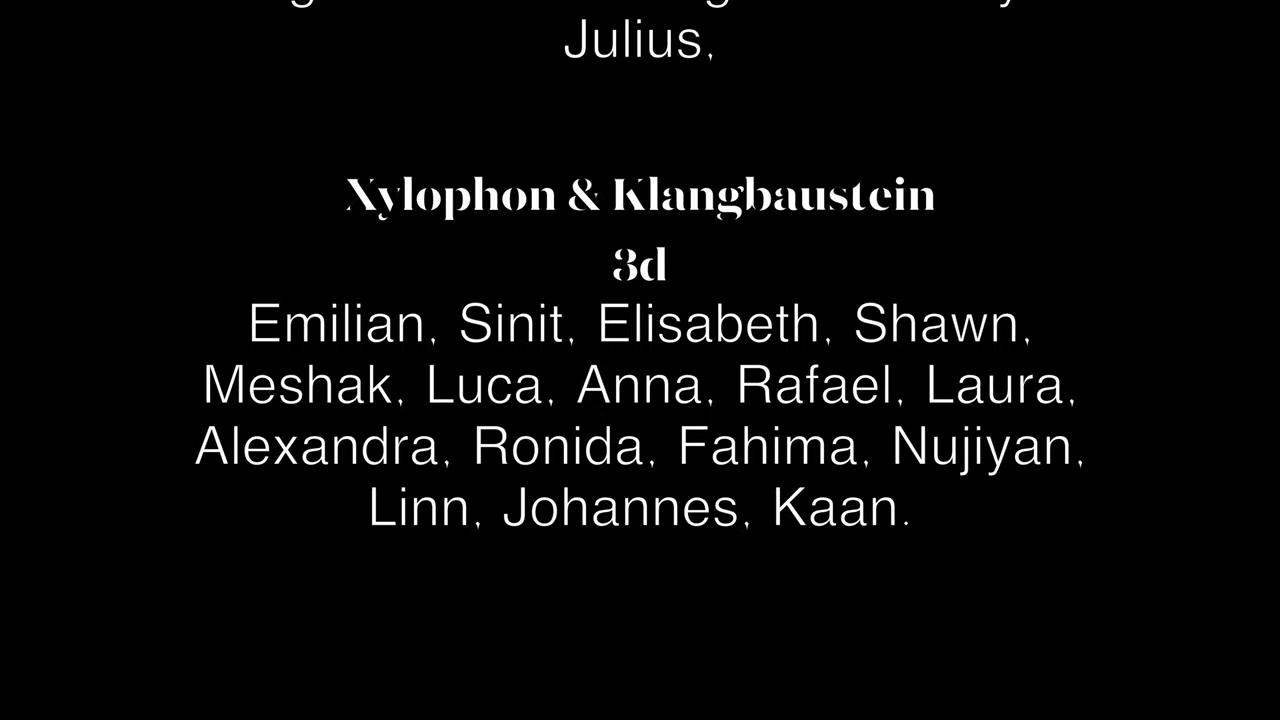 Julius,
Xylophon & Klangbaustein
3d
Emilian, Sinit, Elisabeth, Shawn,
Meshak, Luca, Anna, Rafael, Laura,
Alexandra, Ronida, Fahima, Nujiyan,
Linn, Johannes, Kaan.